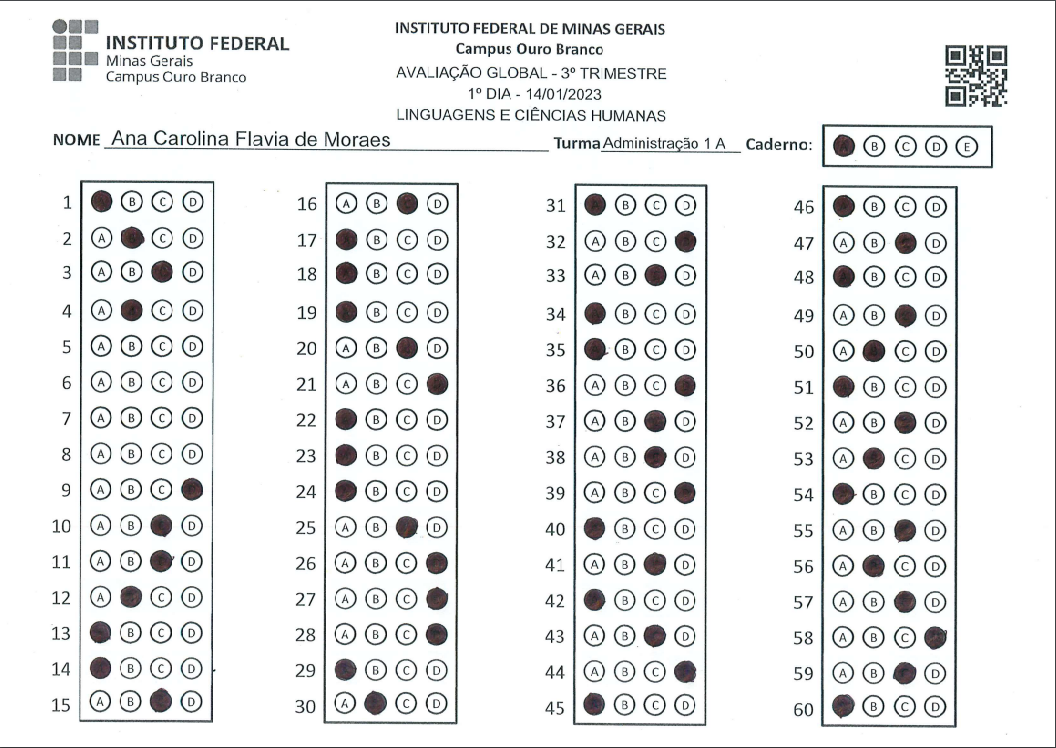 INSTITUTO FEDERAL
Minas Gerais
Campus Ouro Branco
INSTITUTO FEDERAL DE MINAS GERAIS
Campus Ouro Branco
AVALIAÇÃO GLOBAL - 3º TR MESTRE
1º DIA - 14/01/2023
LINGUAGENS E CIÊNCIAS HUMANAS
NOME Ana Carolina Flavia de Moraes Turma Administração 1 A Caderno: A B C D E
1 B C D
2 A C D
3 A B D
4 A C D
5 A B C D
6 A B C D
7 A B C D
8 A B C D
9 A B C
10 A B D
11 A B D
12 A C D
13 B C D
14 B C D
15 A B D
16 A B D
17 B C D
18 B C D
19 B C D
20 A B D
21 A B C
22 B C D
23 B C D
24 B C D
25 A B D
26 A B C
27 A B C
28 A B C
29 B C D
30 A C D
31 B C D
32 A B C
33 A B D
34 B C D
35 B C D
36 A B C
37 A B D
38 A B D
39 A B C
40 B C D
41 A B D
42 B C D
43 A B D
44 A B C
45 B C D
46 B C D
47 A B D
48 B C D
49 A B D
50 A C D
51 B C D
52 A B D
53 A C D
54 B C D
55 A B D
56 A C D
57 A B D
58 A B C
59 A B D
60 B C D